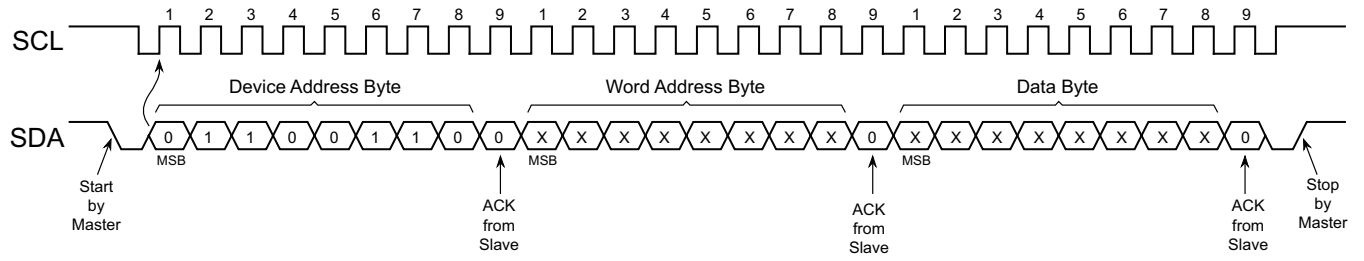 1 2 3 4 5 6 7 8 9 1 2 3 4 5 6 7 8 9 1 2 3 4 5 6 7 8 9
SCL
Device Address Byte Word Address Byte Data Byte
SDA 0 1 1 0 0 1 1 0 0 X X X X X X X X 0 X X X X X X X X 0
MSB MSB MSB
Start
by
Master
ACK
from
Slave
ACK
from
Slave
ACK
from
Slave
Stop
by
Master